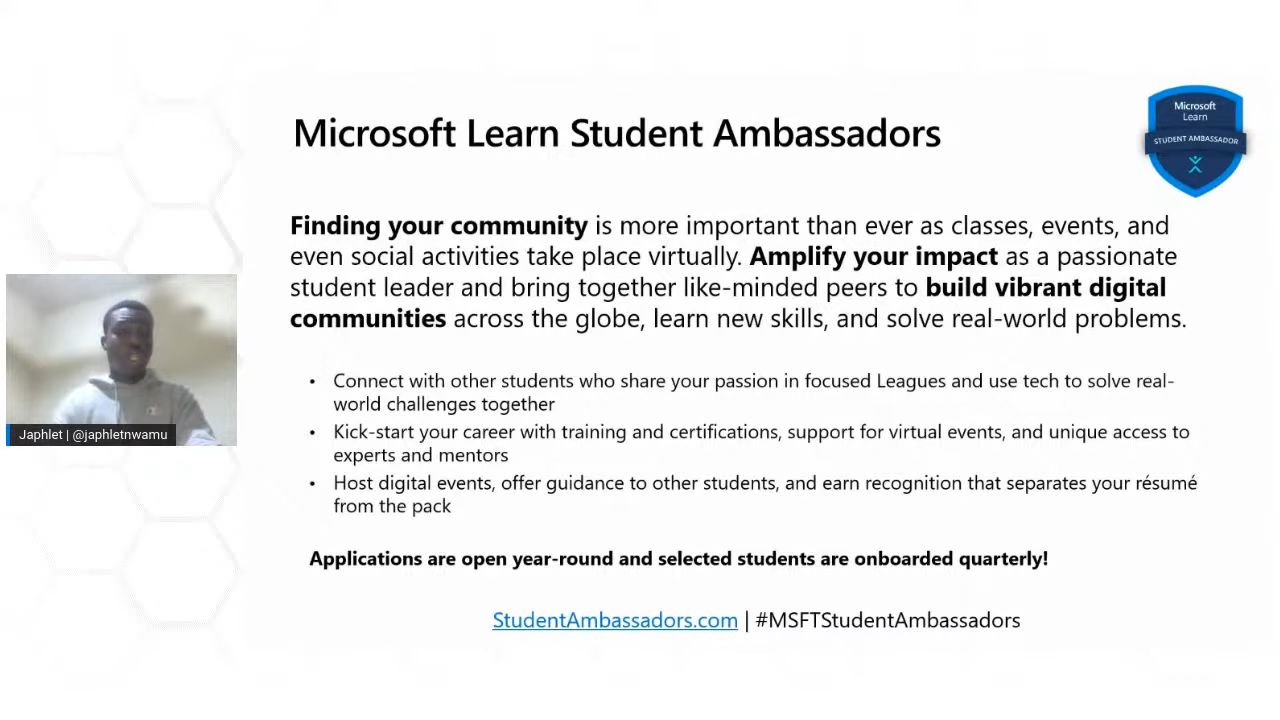 Microsoft Learn Student Ambassadors
Microsoft
Learn
STUDENT AMBASSADOR
Finding your community is more important than ever as classes, events, and
even social activities take place virtually. Amplify your impact as a passionate
student leader and bring together like-minded peers to build vibrant digital
communities across the globe, learn new skills, and solve real-world problems.
• Connect with other students who share your passion in focused Leagues and use tech to solve real-
world challenges together
• Kick-start your career with training and certifications, support for virtual events, and unique access to
experts and mentors
• Host digital events, offer guidance to other students, and earn recognition that separates your résumé
from the pack
Japhlet | @japhletnwamu
Applications are open year-round and selected students are onboarded quarterly!
StudentAmbassadors.com | #MSFTStudentAmbassadors